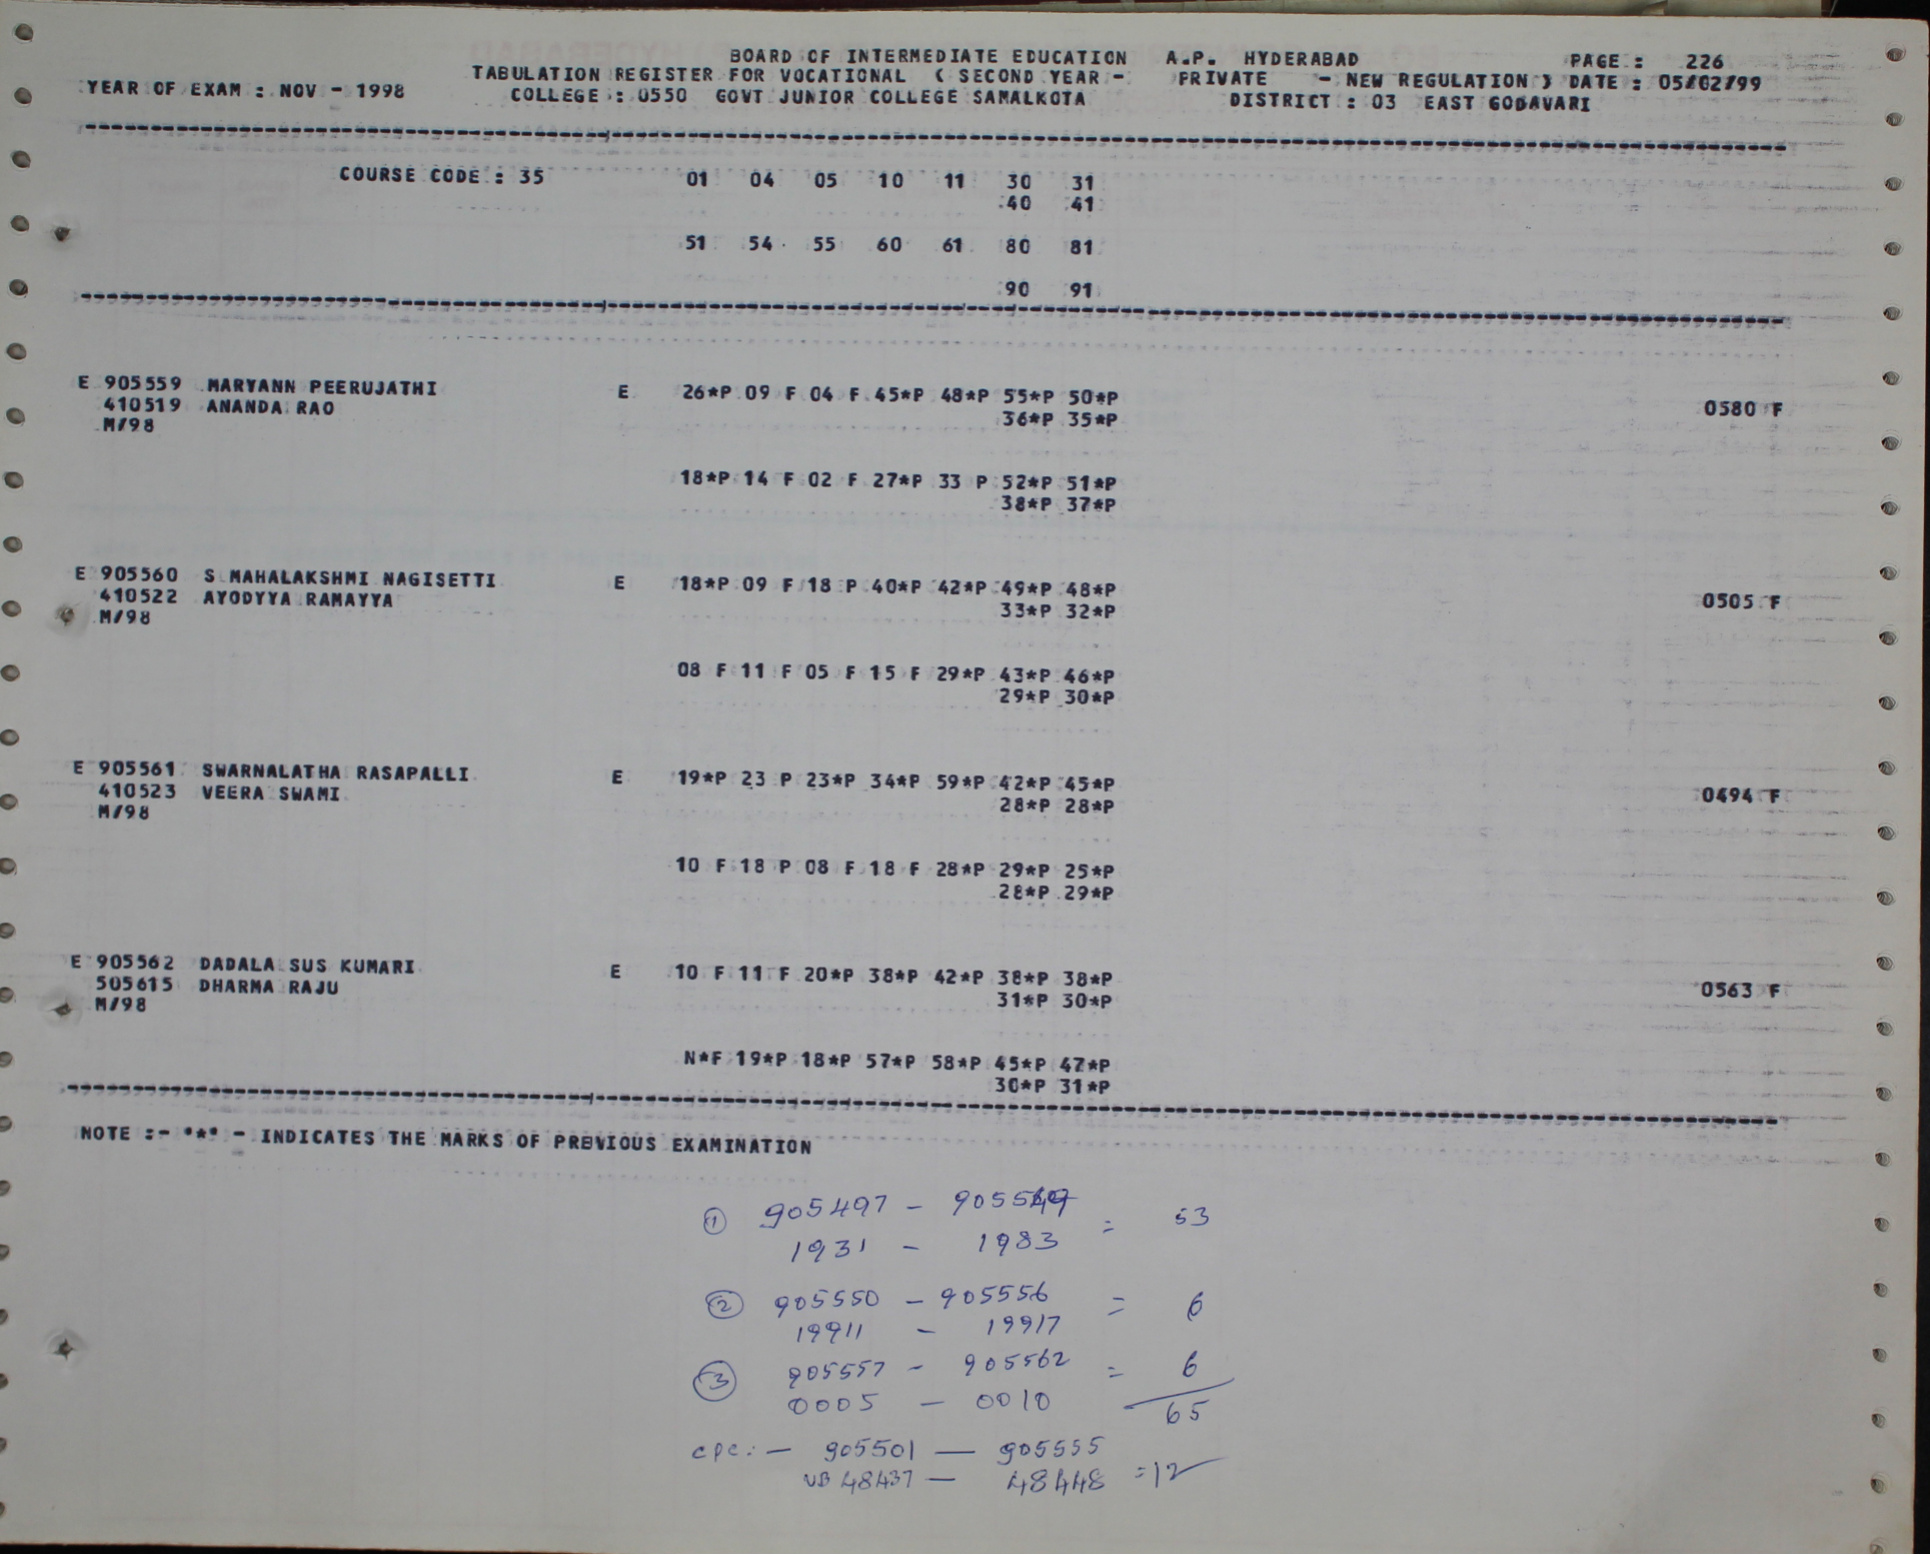 BOARD OF INTERMEDIATE EDUCATION A.P. HYDERABAD PAGE : 226
TABULATION REGISTER FOR VOCATIONAL ( SECOND YEAR - PRIVATE - NEW REGULATION ) DATE : 05/02/99
YEAR OF EXAM : NOV - 1998 COLLEGE : 0550 GOVT JUNIOR COLLEGE SAMALKOTA DISTRICT : 03 EAST GODAVARI
COURSE CODE : 35 01 04 05 10 11 30 31
40 41
51 54 55 60 61 80 81
90 91
E 905559 MARYANN PEERUJATHI E 26*P 09 F 04 F 45*P 48*P 55*P 50*P
410519 ANANDA RAO 36*P 35*P 0580 F
M/98
18*P 14 F 02 F 27*P 33 P 52*P 51*P
38*P 37*P
E 905560 S MAHALAKSHMI NAGISETTI E 18*P 09 F 18 P 40*P 42*P 49*P 48*P
410522 AYODYYA RAMAYYA 33*P 32*P 0505 F
M/98
08 F 11 F 05 F 15 F 29*P 43*P 46*P
29*P 30*P
E 905561 SWARNALATHA RASAPALLI E 19*P 23 P 23*P 34*P 59*P 42*P 45*P
410523 VEERA SWAMI 28*P 28*P 0494 F
M/98
10 F 18 P 08 F 18 F 28*P 29*P 25*P
28*P 29*P
E 905562 DADALA SUS KUMARI E 10 F 11 F 20*P 38*P 42*P 38*P 38*P
505615 DHARMA RAJU 31*P 30*P 0563 F
M/98
N*F 19*P 18*P 57*P 58*P 45*P 47*P
30*P 31*P
NOTE :- "*" - INDICATES THE MARKS OF PREVIOUS EXAMINATION
① 905497 - 905549 = 53
1931 - 1983
② 905550 - 905556 = 6
19911 - 19917
③ 905557 - 905562 = 6
0005 - 0010 65
cpc: - 905501 - 905555
48437 - 48448 = 12